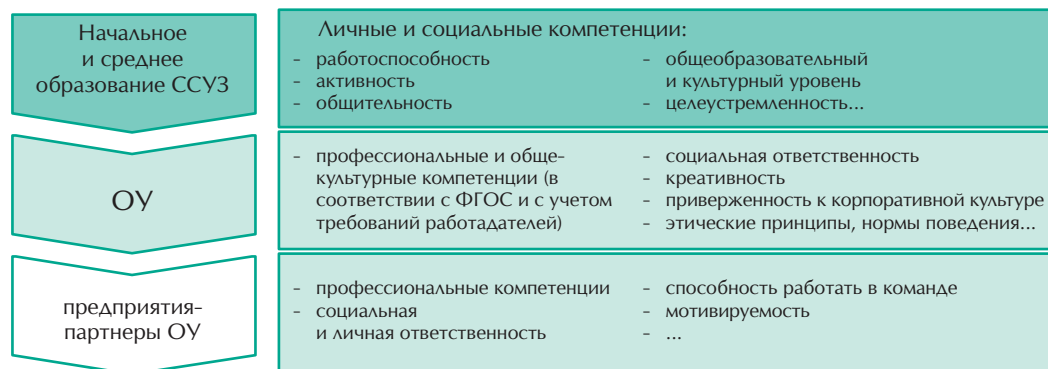 Начальное
и среднее
образование ССУЗ
Личные и социальные компетенции:
- работоспособность
- активность
- общительность
- общеобразовательный
и культурный уровень
- целеустремленность...
ОУ
- профессиональные и обще-
культурные компетенции (в
соответствии с ФГОС и с учетом
требований работадателей)
- социальная ответственность
- креативность
- приверженность к корпоративной культуре
- этические принципы, нормы поведения...
предприятия-
партнеры ОУ
- профессиональные компетенции
- социальная
и личная ответственность
- способность работать в команде
- мотивируемость
- ...